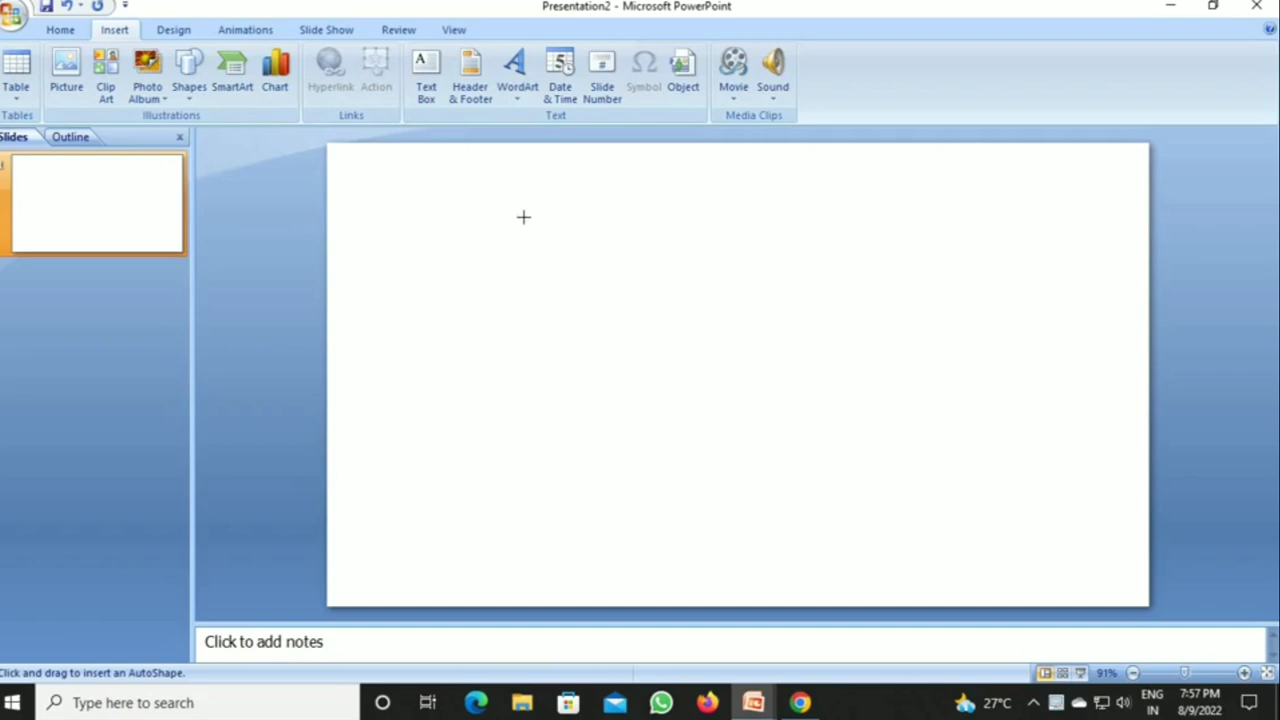 Presentation2 - Microsoft PowerPoint
Home Insert Design Animations Slide Show Review View
Table Picture Clip Art Photo Album Shapes SmartArt Chart Hyperlink Action Text Box Header & Footer WordArt Date & Time Slide Number Symbol Object Movie Sound
Tables Illustrations Links Text Media Clips
Slides Outline
Click to add notes
Click and drag to insert an AutoShape.
91%
Type here to search
27°C
ENG
IN
7:57 PM
8/9/2022